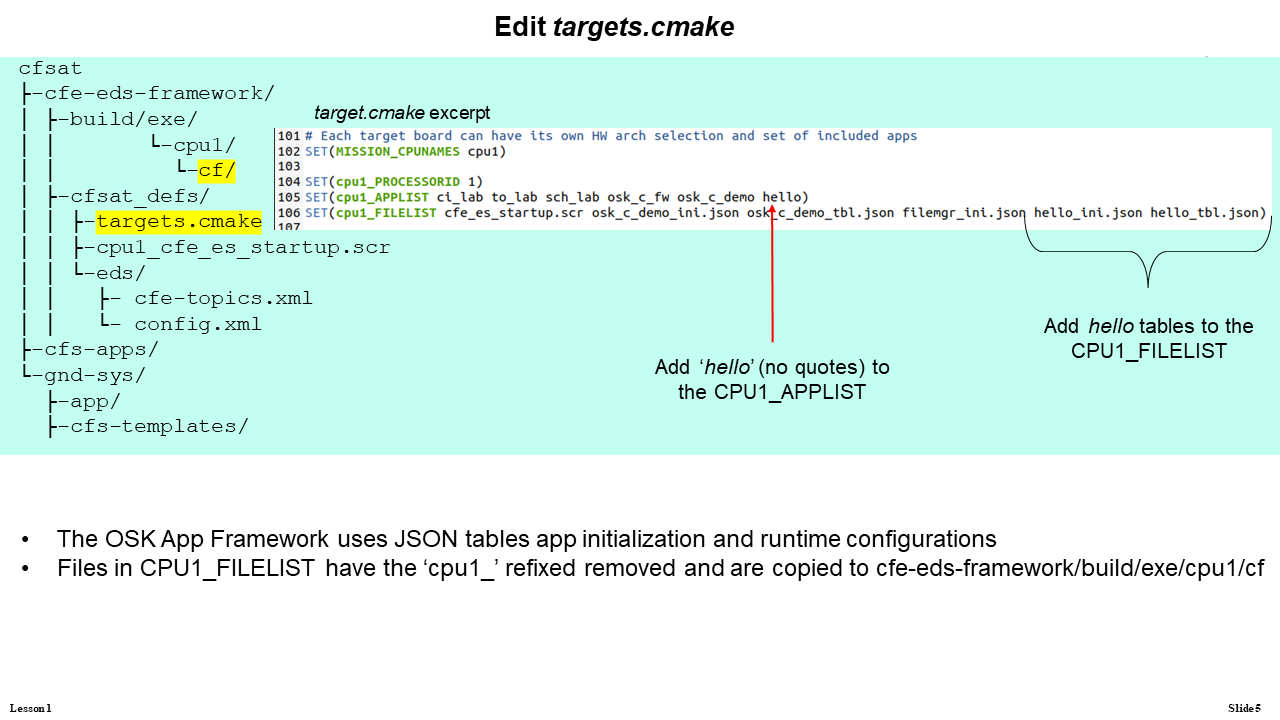 Edit targets.cmake
cfsat
├-cfe-eds-framework/
│ ├-build/exe/
│ │ └-cpu1/
│ │ └-cf/
│ ├-cfsat_defs/
│ │ ├-targets.cmake
│ │ ├-cpu1_cfe_es_startup.scr
│ │ └-eds/
│ │ ├- cfe-topics.xml
│ │ └- config.xml
├-cfs-apps/
└-gnd-sys/
├-app/
├-cfs-templates/
target.cmake excerpt
101 # Each target board can have its own HW arch selection and set of included apps
102 SET(MISSION_CPUNAMES cpu1)
103
104 SET(cpu1_PROCESSORID 1)
105 SET(cpu1_APPLIST ci_lab to_lab sch_lab osk_c_fw osk_c_demo hello)
106 SET(cpu1_FILELIST cfe_es_startup.scr osk_c_demo_ini.json osk_c_demo_tbl.json filemgr_ini.json hello_ini.json hello_tbl.json)
107
Add ‘hello’ (no quotes) to
the CPU1_APPLIST
Add hello tables to the
CPU1_FILELIST
• The OSK App Framework uses JSON tables app initialization and runtime configurations
• Files in CPU1_FILELIST have the ‘cpu1_’ refixed removed and are copied to cfe-eds-framework/build/exe/cpu1/cf
Lesson 1
Slide 5